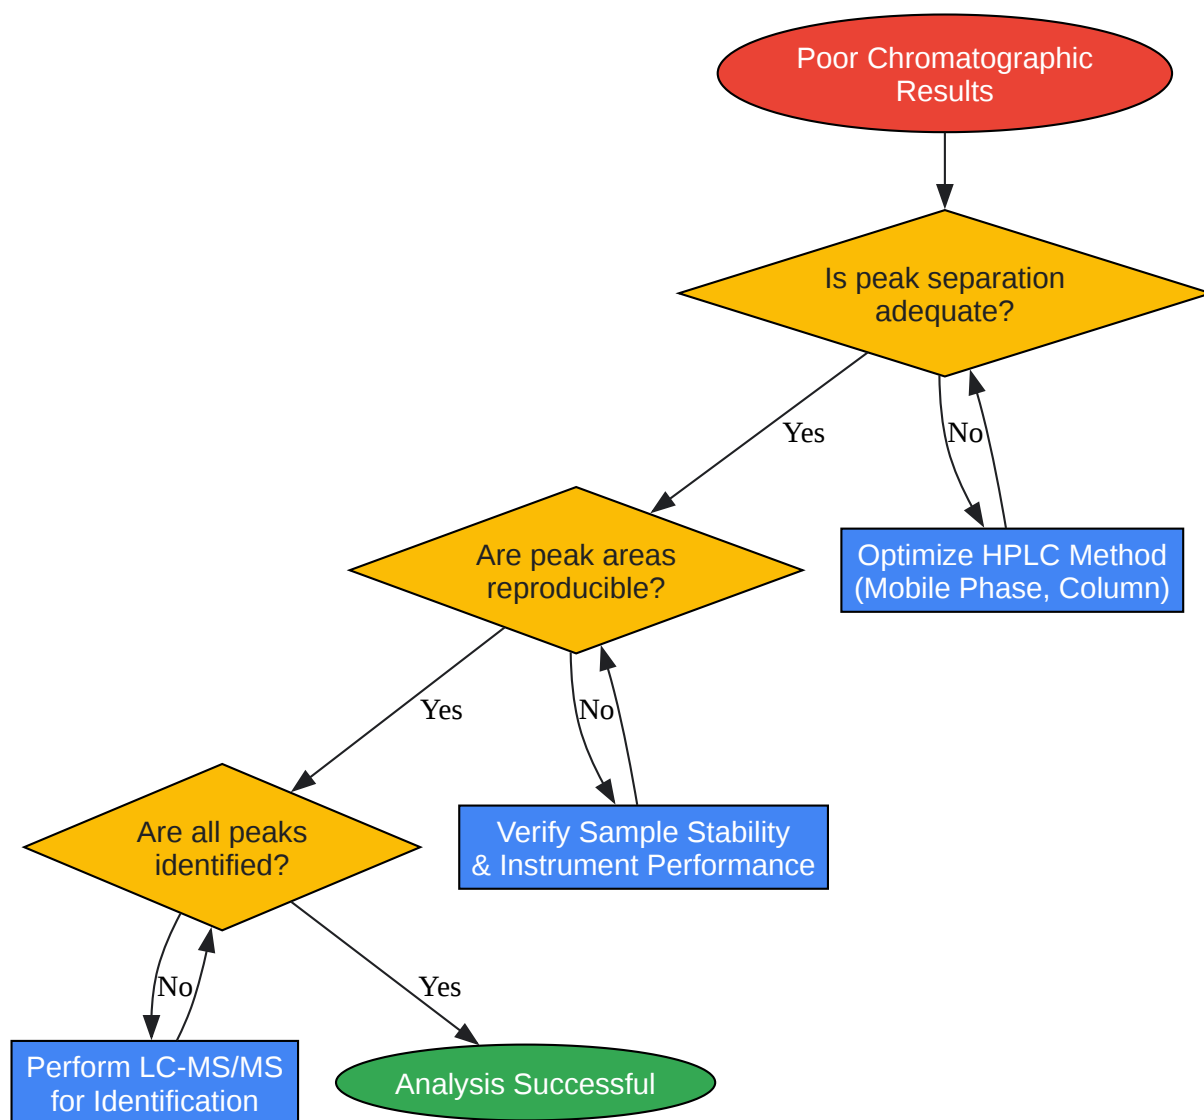 Poor Chromatographic
Results
Is peak separation
adequate?
Yes
No
Optimize HPLC Method
(Mobile Phase, Column)
Are peak areas
reproducible?
Yes
No
Verify Sample Stability
& Instrument Performance
Are all peaks
identified?
No
Yes
Perform LC-MS/MS
for Identification
Analysis Successful